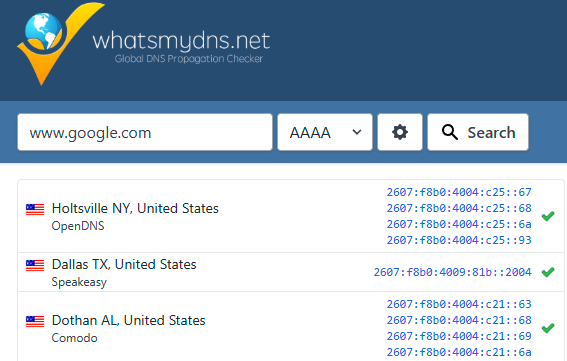 whatsmydns.net
Global DNS Propagation Checker
www.google.com
AAAA
Search
Holtsville NY, United States
OpenDNS
2607:f8b0:4004:c25::67
2607:f8b0:4004:c25::68
2607:f8b0:4004:c25::6a
2607:f8b0:4004:c25::93
Dallas TX, United States
Speakeasy
2607:f8b0:4009:81b::2004
Dothan AL, United States
Comodo
2607:f8b0:4004:c21::63
2607:f8b0:4004:c21::68
2607:f8b0:4004:c21::69
2607:f8b0:4004:c21::6a